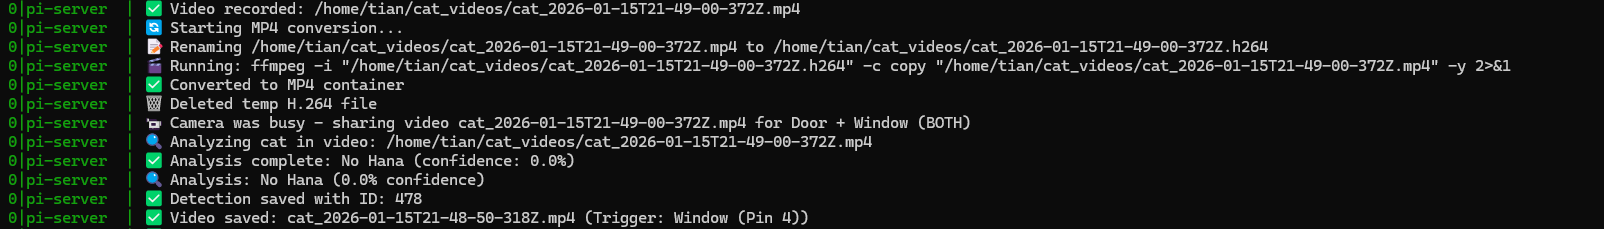 0|pi-server  | ✅ Video recorded: /home/tian/cat_videos/cat_2026-01-15T21-49-00-372Z.mp4
0|pi-server  | 🔄 Starting MP4 conversion...
0|pi-server  | 📝 Renaming /home/tian/cat_videos/cat_2026-01-15T21-49-00-372Z.mp4 to /home/tian/cat_videos/cat_2026-01-15T21-49-00-372Z.h264
0|pi-server  | 🎬 Running: ffmpeg -i "/home/tian/cat_videos/cat_2026-01-15T21-49-00-372Z.h264" -c copy "/home/tian/cat_videos/cat_2026-01-15T21-49-00-372Z.mp4" -y 2>&1
0|pi-server  | ✅ Converted to MP4 container
0|pi-server  | 🗑️ Deleted temp H.264 file
0|pi-server  | 📹 Camera was busy - sharing video cat_2026-01-15T21-49-00-372Z.mp4 for Door + Window (BOTH)
0|pi-server  | 🔍 Analyzing cat in video: /home/tian/cat_videos/cat_2026-01-15T21-49-00-372Z.mp4
0|pi-server  | ✅ Analysis complete: No Hana (confidence: 0.0%)
0|pi-server  | 🔍 Analysis: No Hana (0.0% confidence)
0|pi-server  | ✅ Detection saved with ID: 478
0|pi-server  | ✅ Video saved: cat_2026-01-15T21-48-50-318Z.mp4 (Trigger: Window (Pin 4))